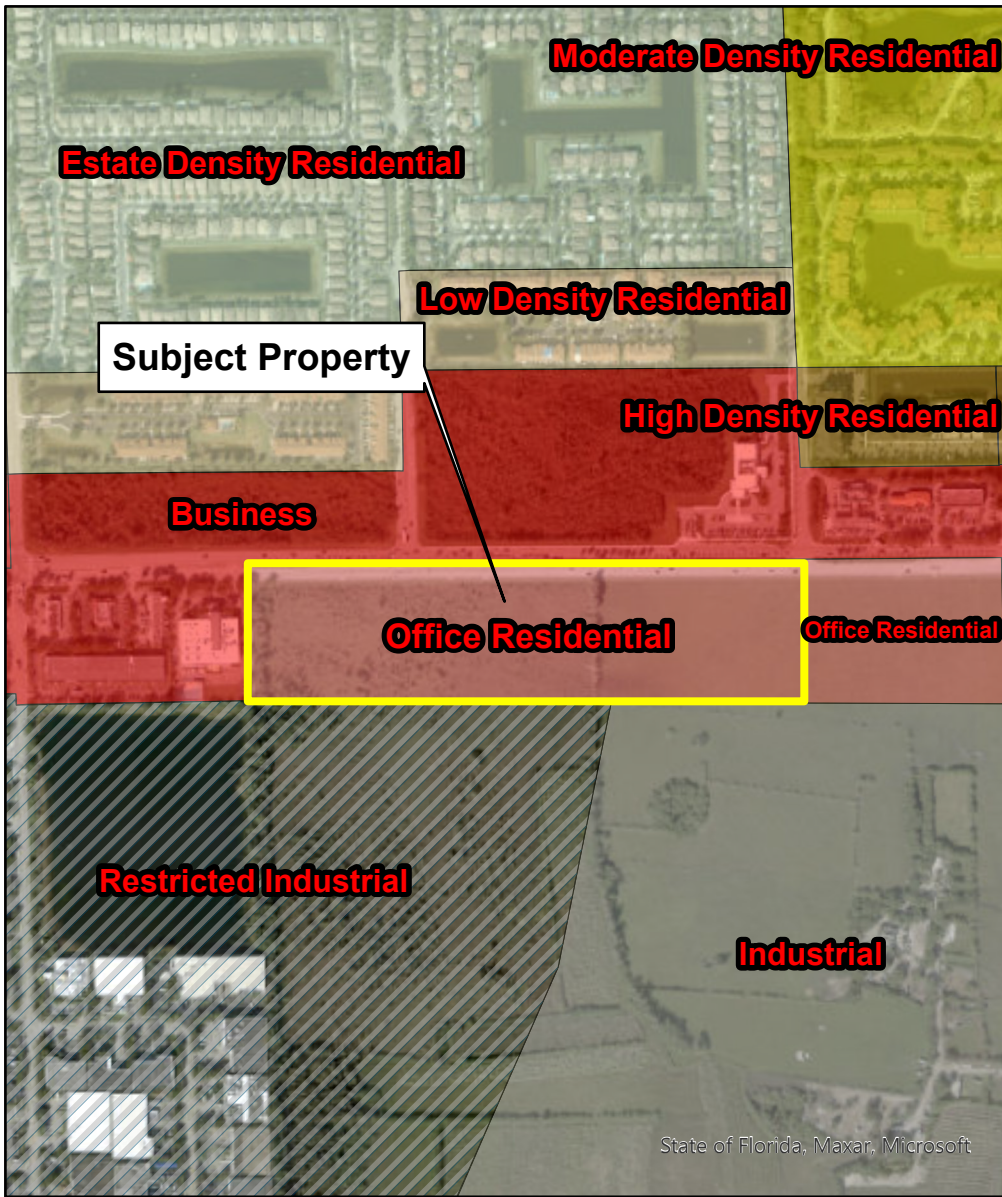 Moderate Density Residential
Estate Density Residential
Low Density Residential
Subject Property
High Density Residential
Business
Office Residential
Office Residential
Restricted Industrial
Industrial
State of Florida, Maxar, Microsoft